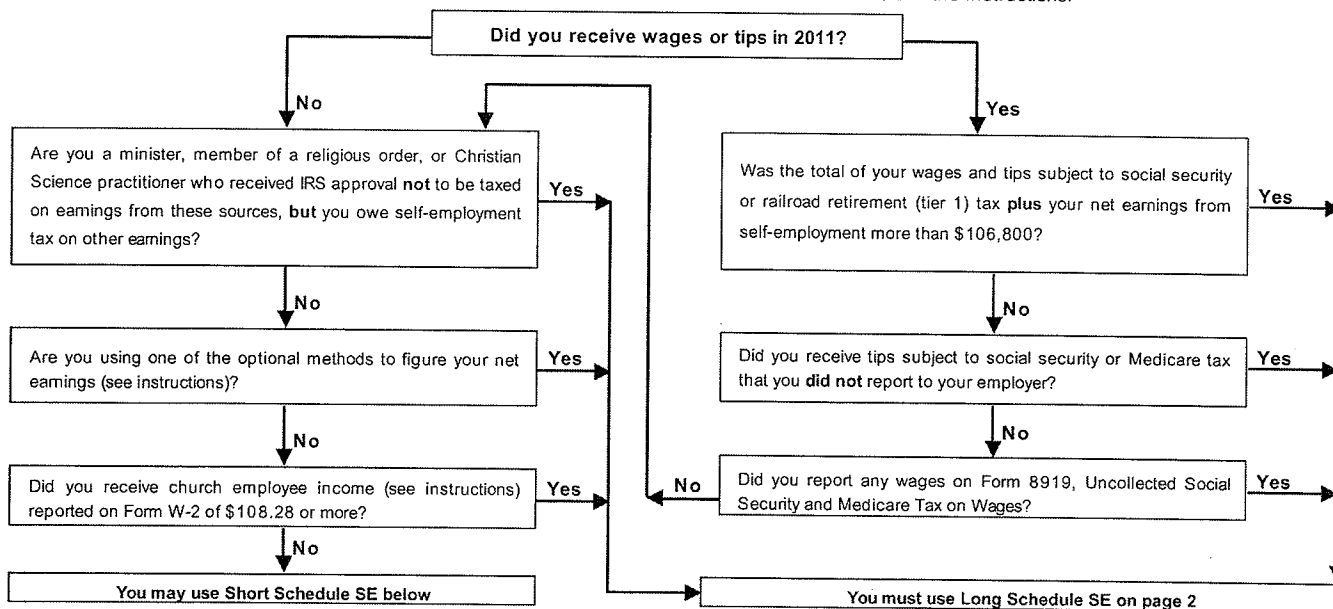 Did you receive wages or tips in 2011?
No
Yes
Are you a minister, member of a religious order, or Christian
Science practitioner who received IRS approval not to be taxed
on earnings from these sources, but you owe self-employment
tax on other earnings?
Yes
Was the total of your wages and tips subject to social security
or railroad retirement (tier 1) tax plus your net earnings from
self-employment more than $106,800?
Yes
No
No
Are you using one of the optional methods to figure your net
earnings (see instructions)?
Yes
Did you receive tips subject to social security or Medicare tax
that you did not report to your employer?
Yes
No
No
Did you receive church employee income (see instructions)
reported on Form W-2 of $108.28 or more?
Yes
No
Did you report any wages on Form 8919, Uncollected Social
Security and Medicare Tax on Wages?
Yes
No
You may use Short Schedule SE below
You must use Long Schedule SE on page 2